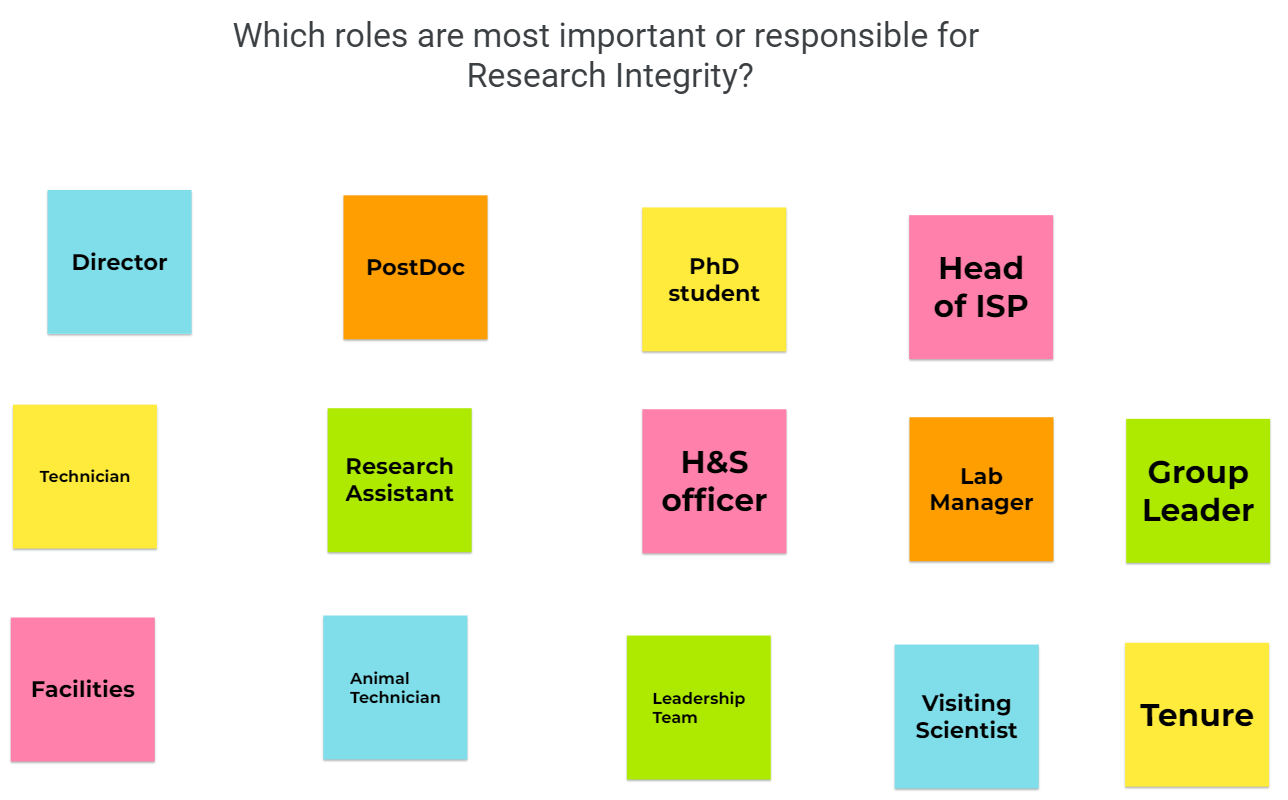 Which roles are most important or responsible for
Research Integrity?
Director
PostDoc
PhD
student
Head
of ISP
Technician
Research
Assistant
H&S
officer
Lab
Manager
Group
Leader
Facilities
Animal
Technician
Leadership
Team
Visiting
Scientist
Tenure